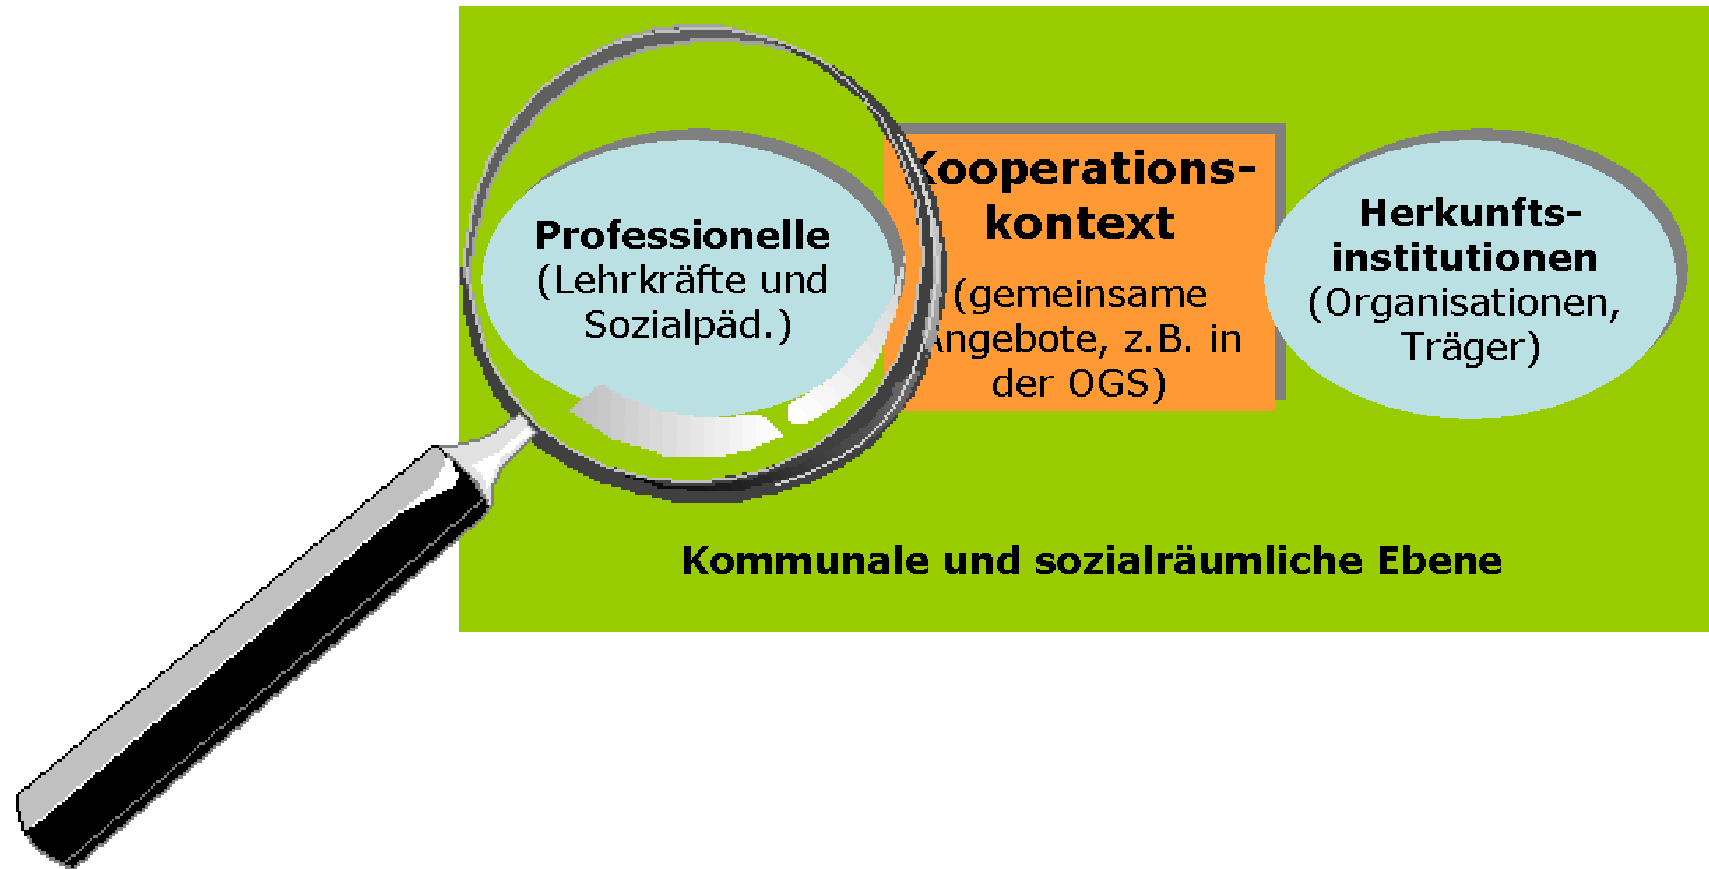 Professionelle
(Lehrkräfte und
Sozialpäd.)
Kooperations-
kontext
(gemeinsame
Angebote, z.B. in
der OGS)
Herkunfts-
institutionen
(Organisationen,
Träger)
Kommunale und sozialräumliche Ebene